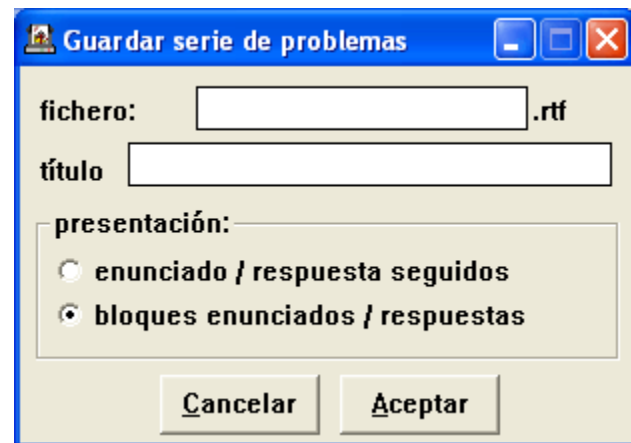 Guardar serie de problemas
fichero: .rtf
título
presentación:
enunciado / respuesta seguidos
bloques enunciados / respuestas
Cancelar Aceptar